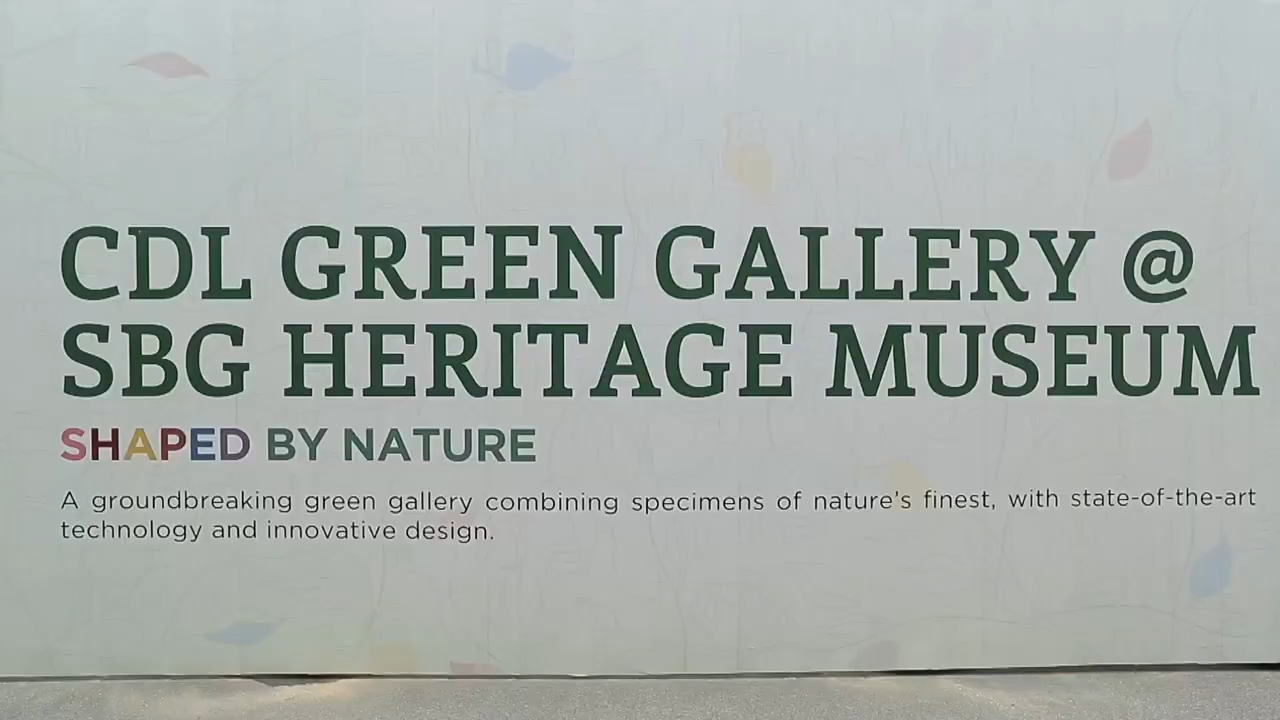 CDL GREEN GALLERY @
SBG HERITAGE MUSEUM
SHAPED BY NATURE
A groundbreaking green gallery combining specimens of nature's finest, with state-of-the-art
technology and innovative design.